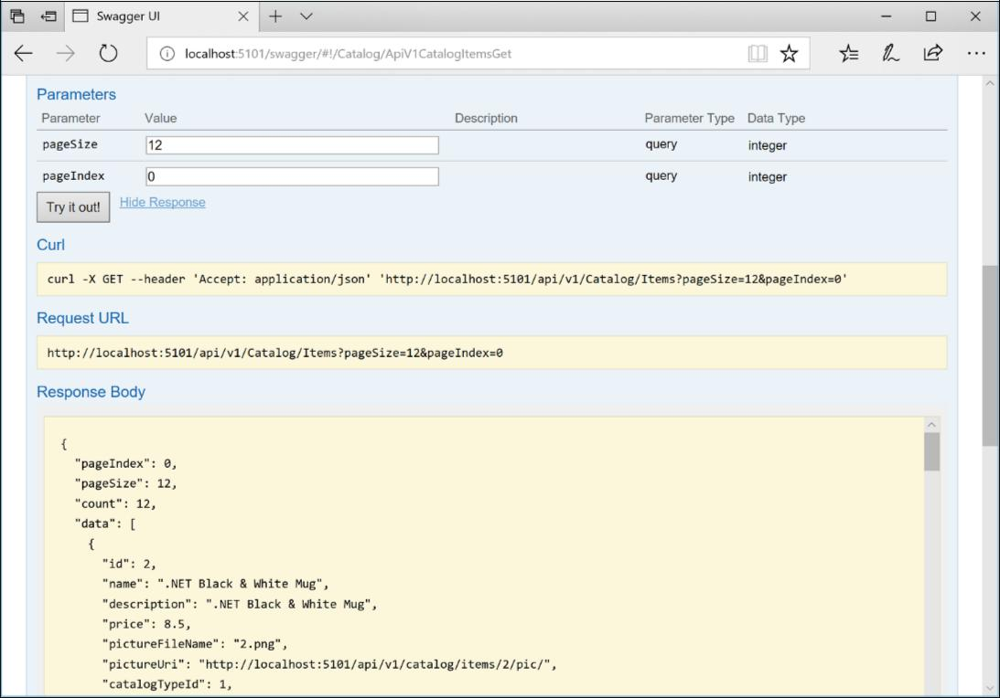 Swagger UI
localhost:5101/swagger/#!/Catalog/ApiV1CatalogItemsGet
Parameters
Parameter Value Description Parameter Type Data Type
pageSize 12 query integer
pageIndex 0 query integer
Try it out! Hide Response
Curl
curl -X GET --header 'Accept: application/json' 'http://localhost:5101/api/v1/Catalog/Items?pageSize=12&pageIndex=0'
Request URL
http://localhost:5101/api/v1/Catalog/Items?pageSize=12&pageIndex=0
Response Body
{
"pageIndex": 0,
"pageSize": 12,
"count": 12,
"data": [
{
"id": 2,
"name": ".NET Black & White Mug",
"description": ".NET Black & White Mug",
"price": 8.5,
"pictureFileName": "2.png",
"pictureUri": "http://localhost:5101/api/v1/catalog/items/2/pic/",
"catalogTypeId": 1,